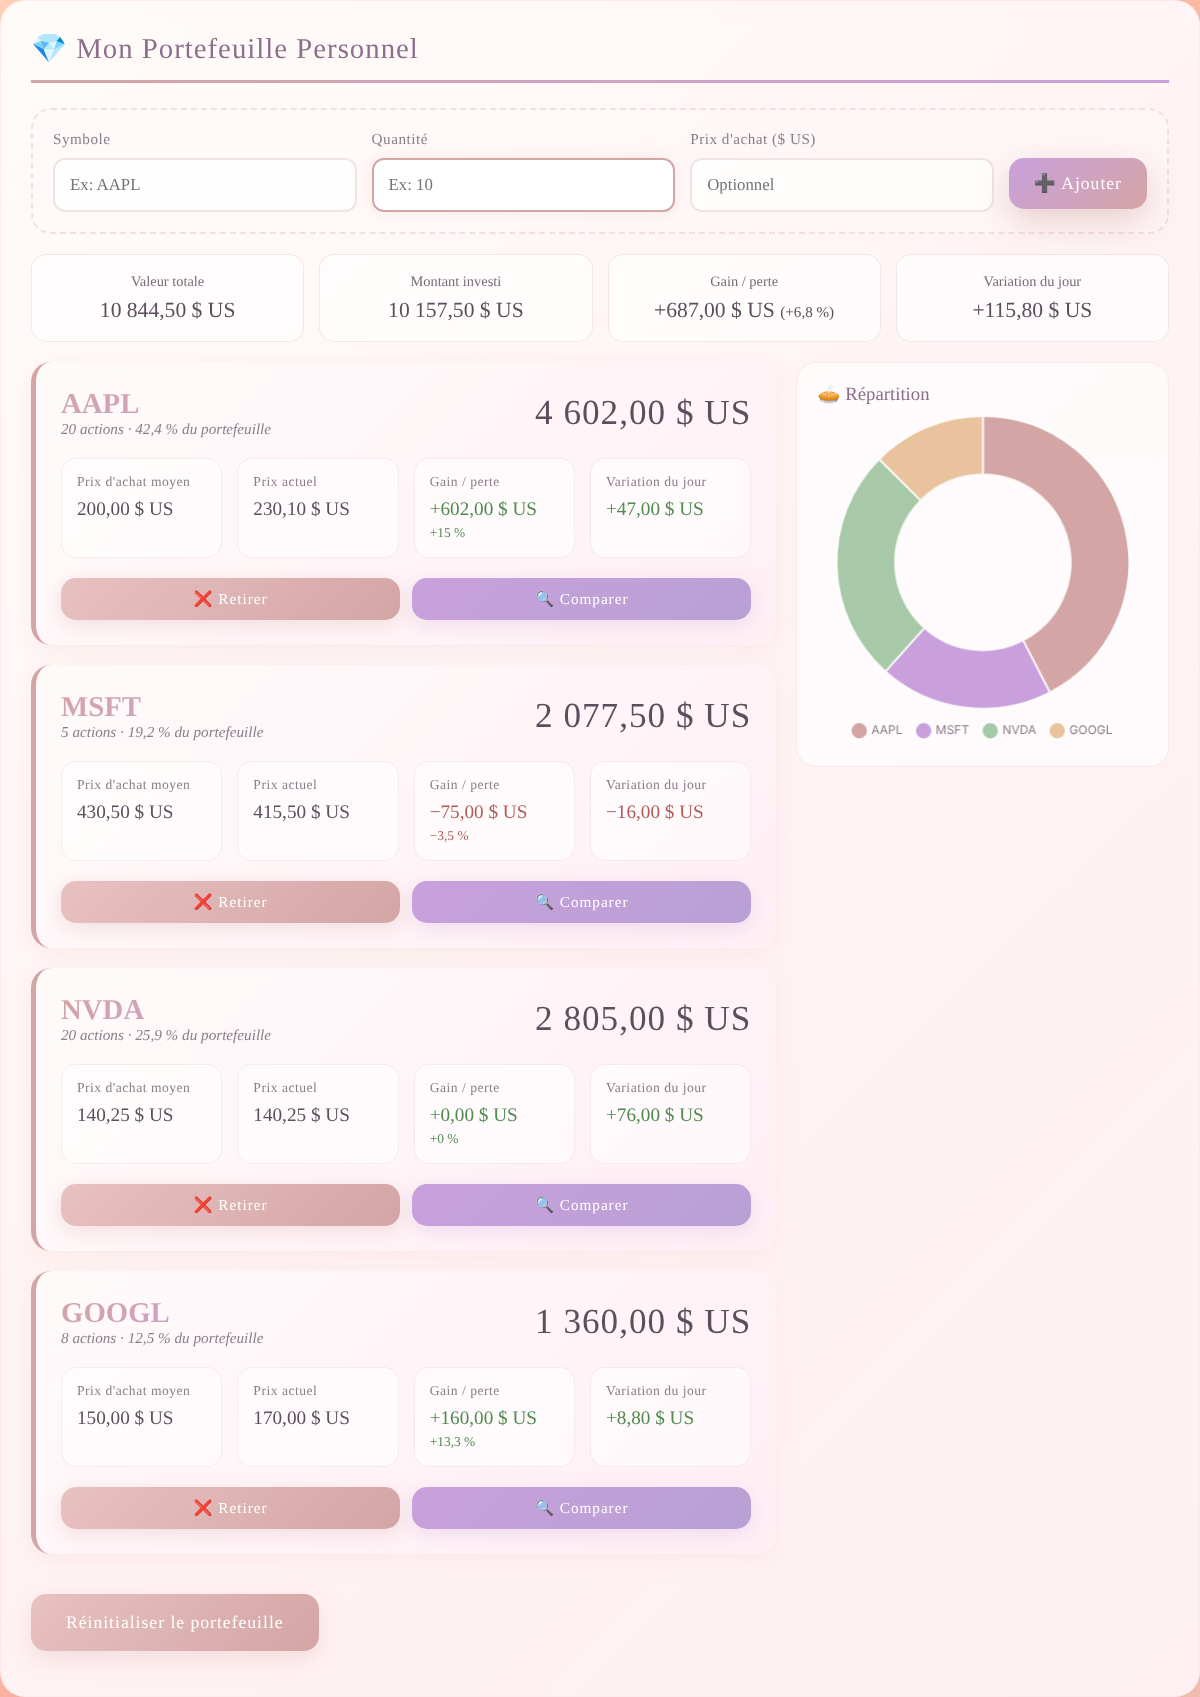 💎 Mon Portefeuille Personnel
Symbole
Quantité
Prix d'achat ($ US)
Ex: AAPL
Ex: 10
Optionnel
➕ Ajouter
Valeur totale
10 844,50 $ US
Montant investi
10 157,50 $ US
Gain / perte
+687,00 $ US (+6,8 %)
Variation du jour
+115,80 $ US
AAPL
20 actions · 42,4 % du portefeuille
4 602,00 $ US
Prix d'achat moyen
200,00 $ US
Prix actuel
230,10 $ US
Gain / perte
+602,00 $ US
+15 %
Variation du jour
+47,00 $ US
❌ Retirer
🔍 Comparer
MSFT
5 actions · 19,2 % du portefeuille
2 077,50 $ US
Prix d'achat moyen
430,50 $ US
Prix actuel
415,50 $ US
Gain / perte
−75,00 $ US
−3,5 %
Variation du jour
−16,00 $ US
❌ Retirer
🔍 Comparer
NVDA
20 actions · 25,9 % du portefeuille
2 805,00 $ US
Prix d'achat moyen
140,25 $ US
Prix actuel
140,25 $ US
Gain / perte
+0,00 $ US
+0 %
Variation du jour
+76,00 $ US
❌ Retirer
🔍 Comparer
GOOGL
8 actions · 12,5 % du portefeuille
1 360,00 $ US
Prix d'achat moyen
150,00 $ US
Prix actuel
170,00 $ US
Gain / perte
+160,00 $ US
+13,3 %
Variation du jour
+8,80 $ US
❌ Retirer
🔍 Comparer
🥧 Répartition
AAPL
MSFT
NVDA
GOOGL
Réinitialiser le portefeuille